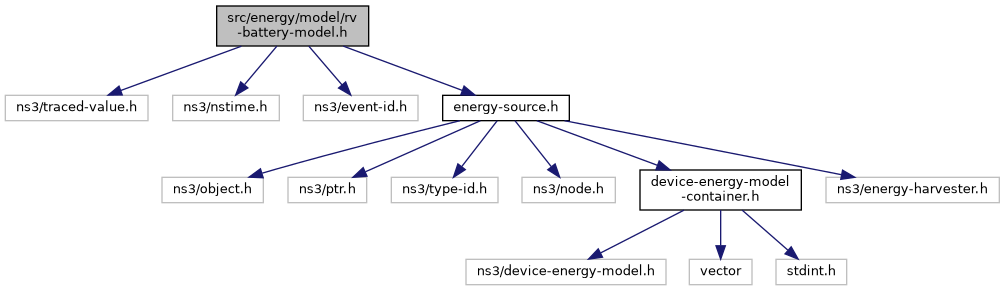 src/energy/model/rv
-battery-model.h
ns3/traced-value.h
ns3/nstime.h
ns3/event-id.h
energy-source.h
ns3/object.h
ns3/ptr.h
ns3/type-id.h
ns3/node.h
device-energy-model
-container.h
ns3/energy-harvester.h
ns3/device-energy-model.h
vector
stdint.h